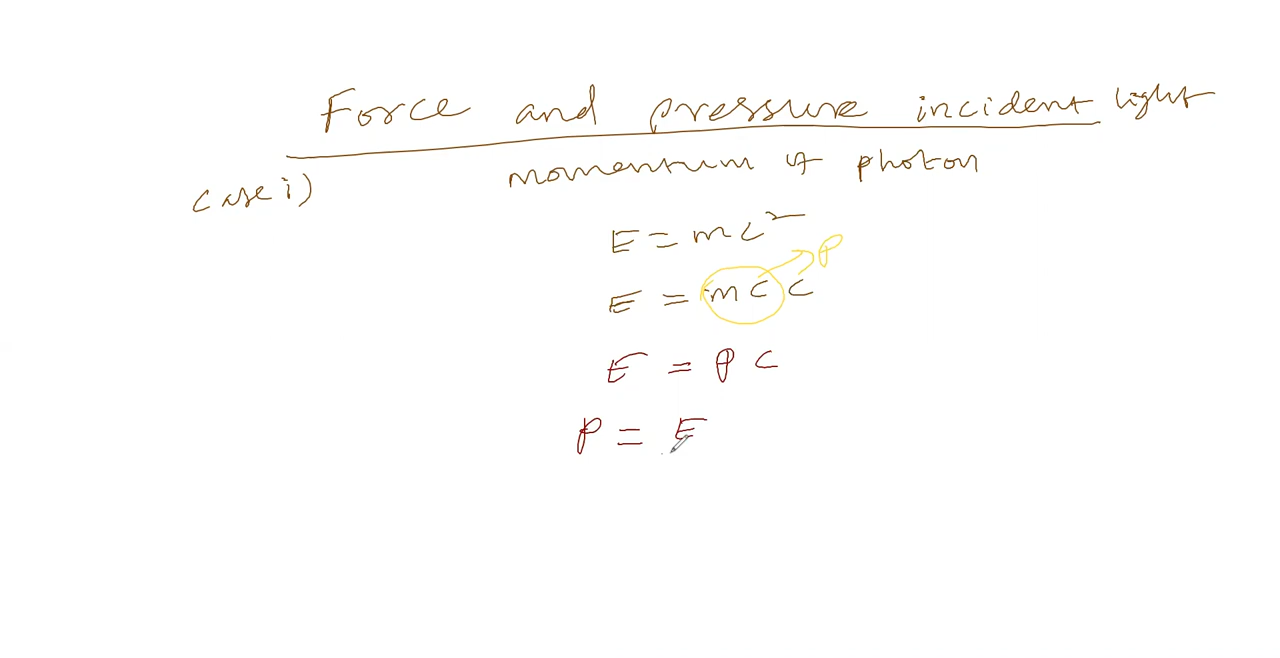 Force and pressure incident light
case i) momentum of photon
E = mc²
P
E = mc c
E = P c
P = E